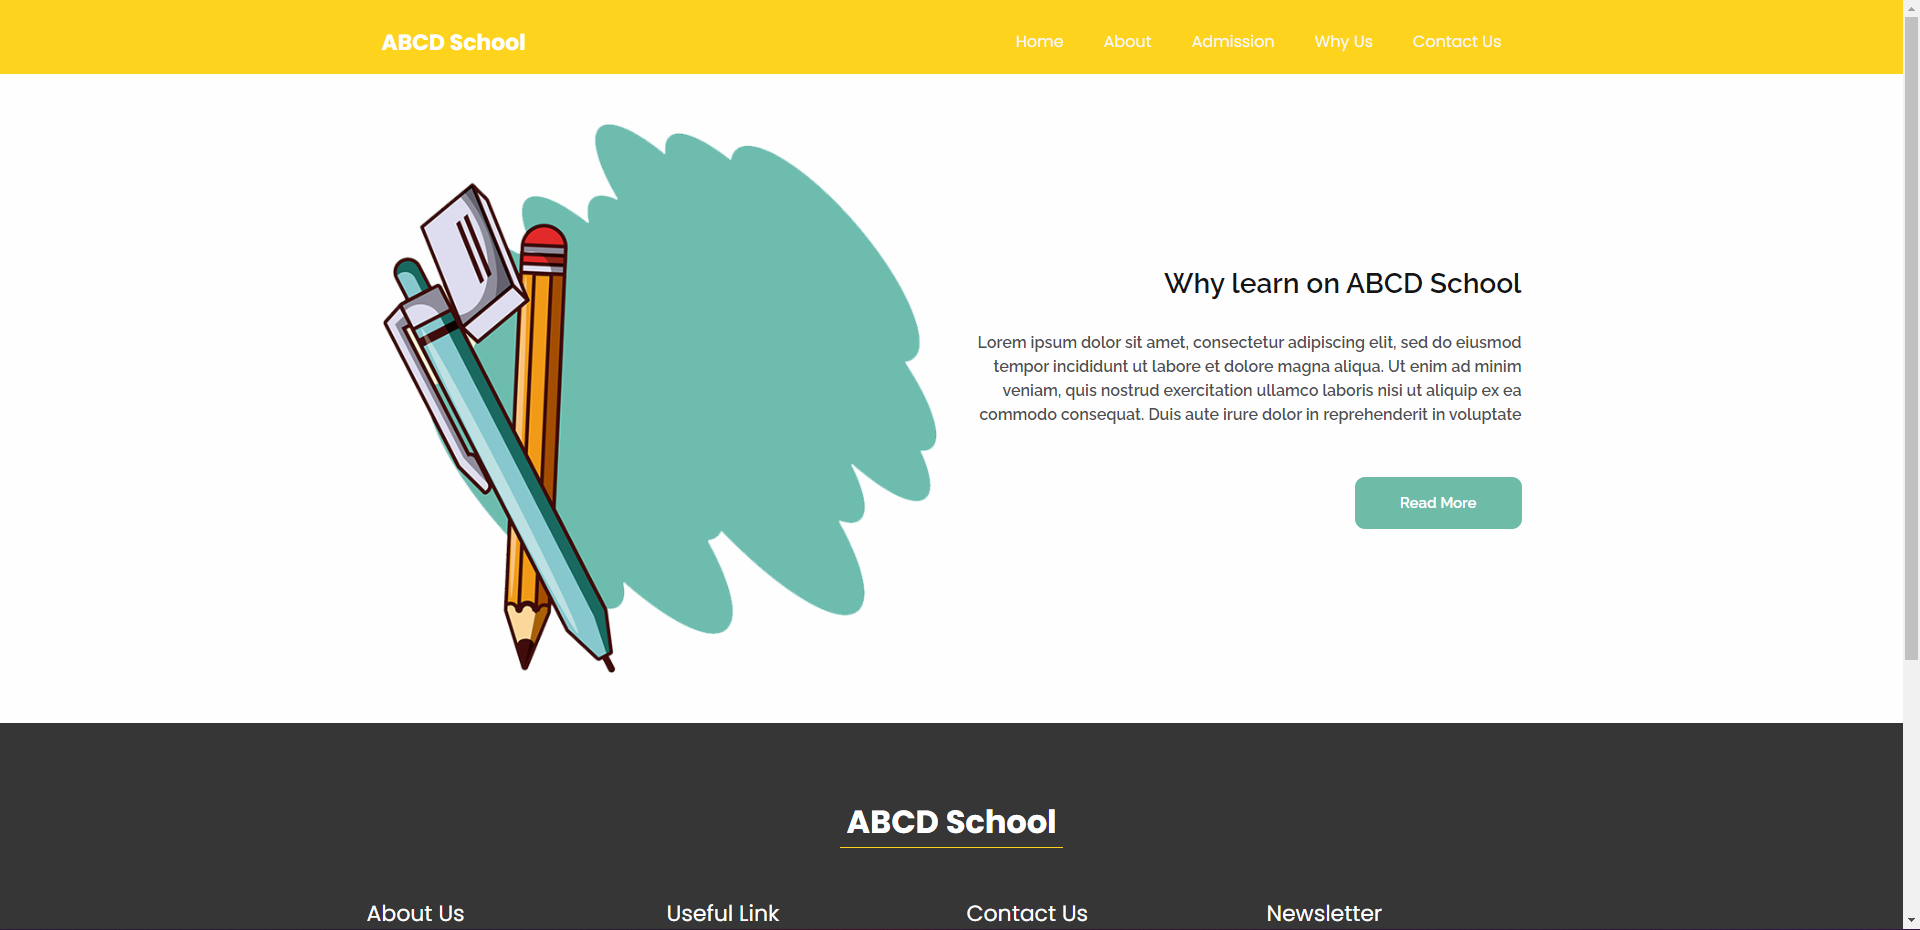 ABCD School
Home About Admission Why Us Contact Us
Why learn on ABCD School
Lorem ipsum dolor sit amet, consectetur adipiscing elit, sed do eiusmod
tempor incididunt ut labore et dolore magna aliqua. Ut enim ad minim
veniam, quis nostrud exercitation ullamco laboris nisi ut aliquip ex ea
commodo consequat. Duis aute irure dolor in reprehenderit in voluptate
Read More
ABCD School
About Us
Useful Link
Contact Us
Newsletter